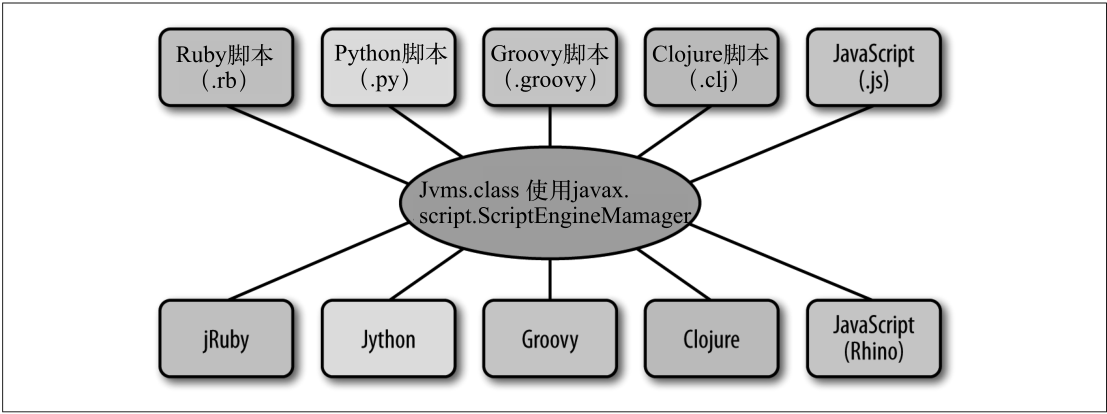 Ruby脚本
（.rb）
Python脚本
（.py）
Groovy脚本
（.groovy）
Clojure脚本
（.clj）
JavaScript
(.js)
Jvms.class 使用javax.
script.ScriptEngineMamager
jRuby
Jython
Groovy
Clojure
JavaScript
(Rhino)